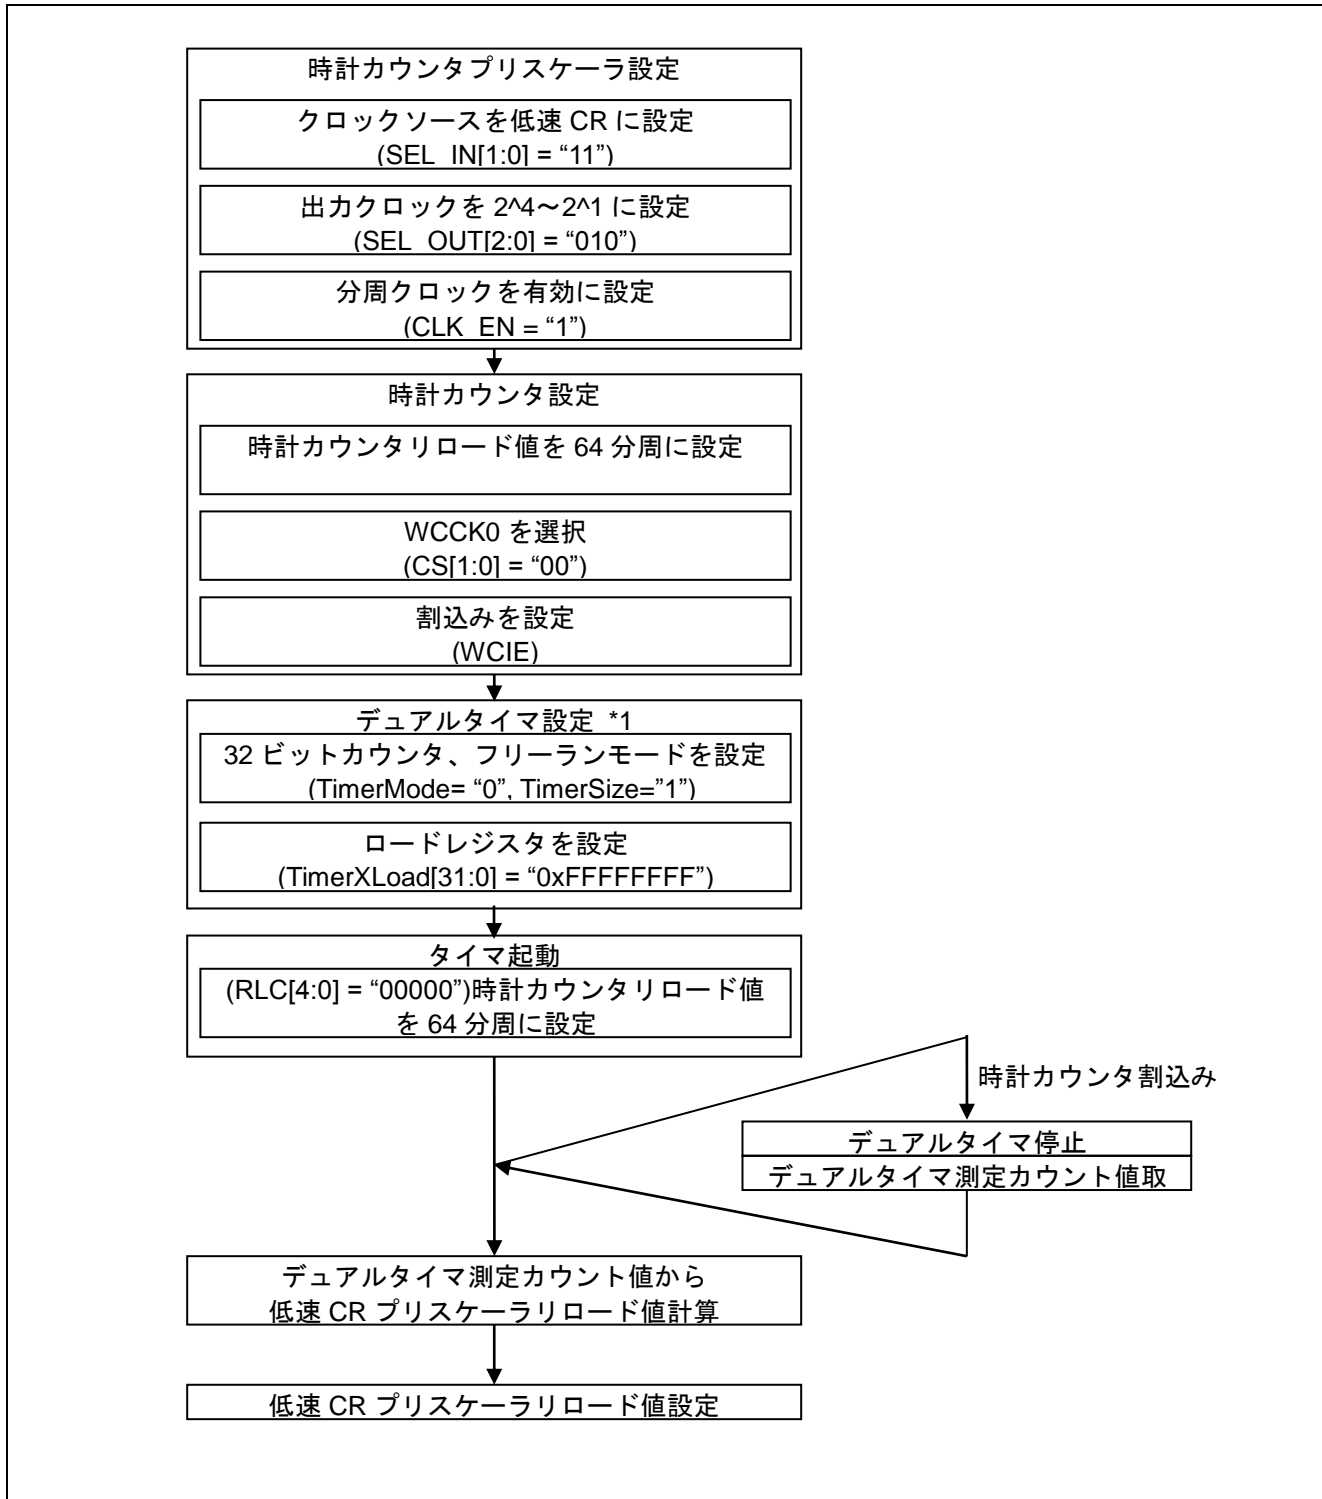 時計カウンタプリスケーラ設定
クロックソースを低速 CR に設定
(SEL_IN[1:0] = “11”)
出力クロックを 2^4～2^1 に設定
(SEL_OUT[2:0] = “010”)
分周クロックを有効に設定
(CLK_EN = “1”)
時計カウンタ設定
時計カウンタリロード値を 64 分周に設定
WCCK0 を選択
(CS[1:0] = “00”)
割込みを設定
(WCIE)
デュアルタイマ設定 *1
32 ビットカウンタ、フリーランモードを設定
(TimerMode= “0”, TimerSize=”1”)
ロードレジスタを設定
(TimerXLoad[31:0] = “0xFFFFFFFF”)
タイマ起動
(RLC[4:0] = “00000”)時計カウンタリロード値
を 64 分周に設定
時計カウンタ割込み
デュアルタイマ停止
デュアルタイマ測定カウント値取
デュアルタイマ測定カウント値から
低速 CR プリスケーラリロード値計算
低速 CR プリスケーラリロード値設定